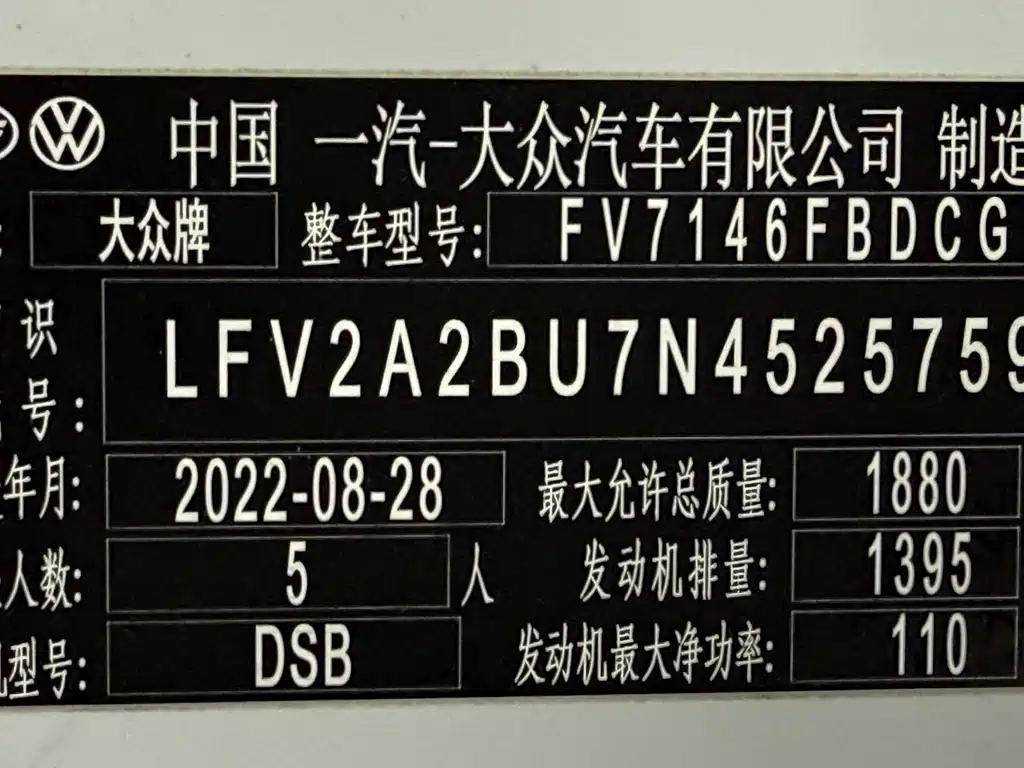 中国 一汽-大众汽车有限公司 制造
大众牌 整车型号: FV7146FBDCG
识
号: LFV2A2BU7N4525759
年月: 2022-08-28 最大允许总质量: 1880
人数: 5 人 发动机排量: 1395
型号: DSB 发动机最大净功率: 110